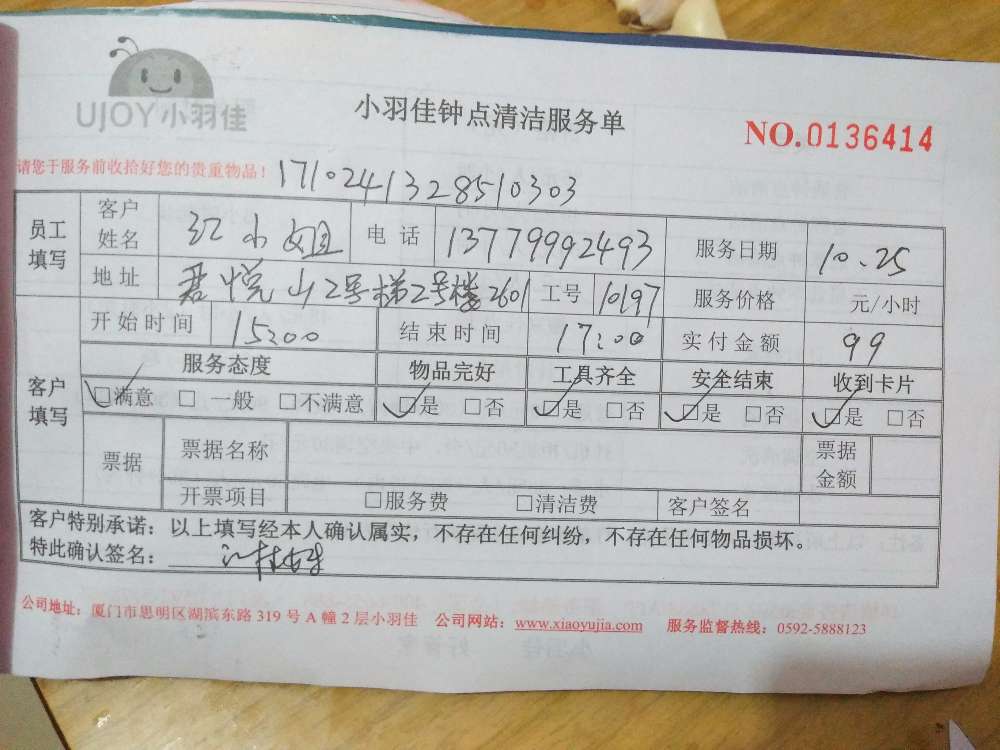 UJOY小羽佳
小羽佳钟点清洁服务单
NO.0136414
请您于服务前收拾好您的贵重物品！ 1710241328510303
员工填写 客户姓名 江小姐 电话 13779992493 服务日期 10.25
地址 君悦山2号梯2号楼2601 工号 10197 服务价格 元/小时
客户填写 开始时间 15:00 结束时间 17:00 实付金额 99
服务态度 物品完好 工具齐全 安全结束 收到卡片
☑满意 □一般 □不满意 ☑是 □否 ☑是 □否 ☑是 □否 ☑是 □否
票据 票据名称 票据金额
开票项目 □服务费 □清洁费 客户签名
客户特别承诺：以上填写经本人确认属实，不存在任何纠纷，不存在任何物品损坏。
特此确认签名：
公司地址：厦门市思明区湖滨东路319号A幢2层小羽佳 公司网站：www.xiaoyujia.com 服务监督热线：0592-5888123